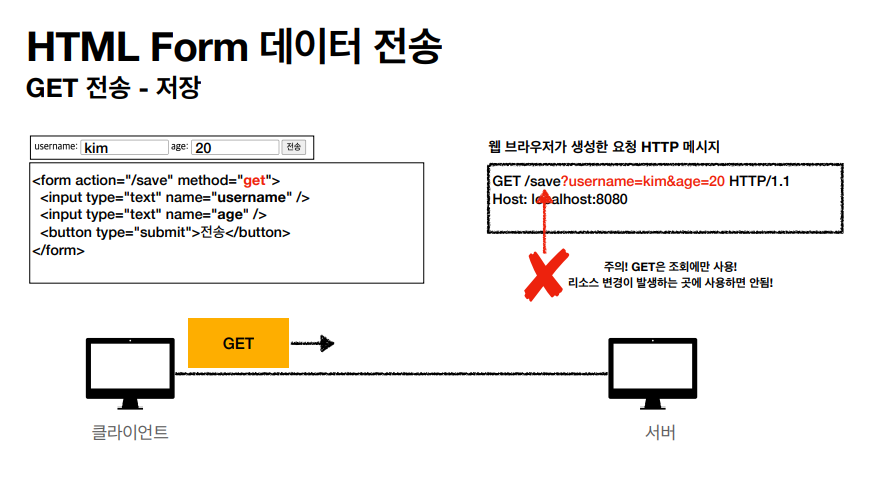 HTML Form 데이터 전송
GET 전송 - 저장
username: kim age: 20 전송
<form action="/save" method="get">
<input type="text" name="username" />
<input type="text" name="age" />
<button type="submit">전송</button>
</form>
웹 브라우저가 생성한 요청 HTTP 메시지
GET /save?username=kim&age=20 HTTP/1.1
Host: localhost:8080
주의! GET은 조회에만 사용!
리소스 변경이 발생하는 곳에 사용하면 안됨!
GET
클라이언트
서버